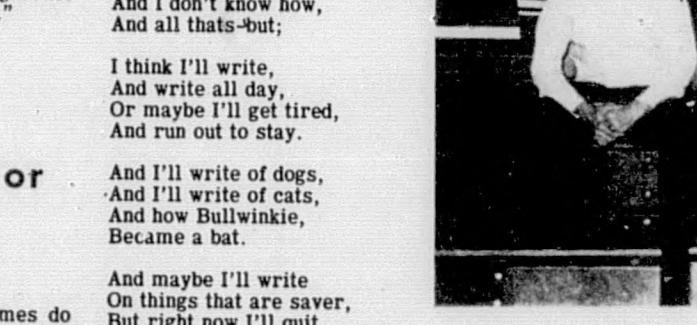 And I don't know how,
And all thats-but;
I think I'll write,
And write all day,
Or maybe I'll get tired,
And run out to stay.
or
And I'll write of dogs,
And I'll write of cats,
And how Bullwinkie,
Became a bat.
And maybe I'll write
On things that are saver,
mes do
But right now I'll quit